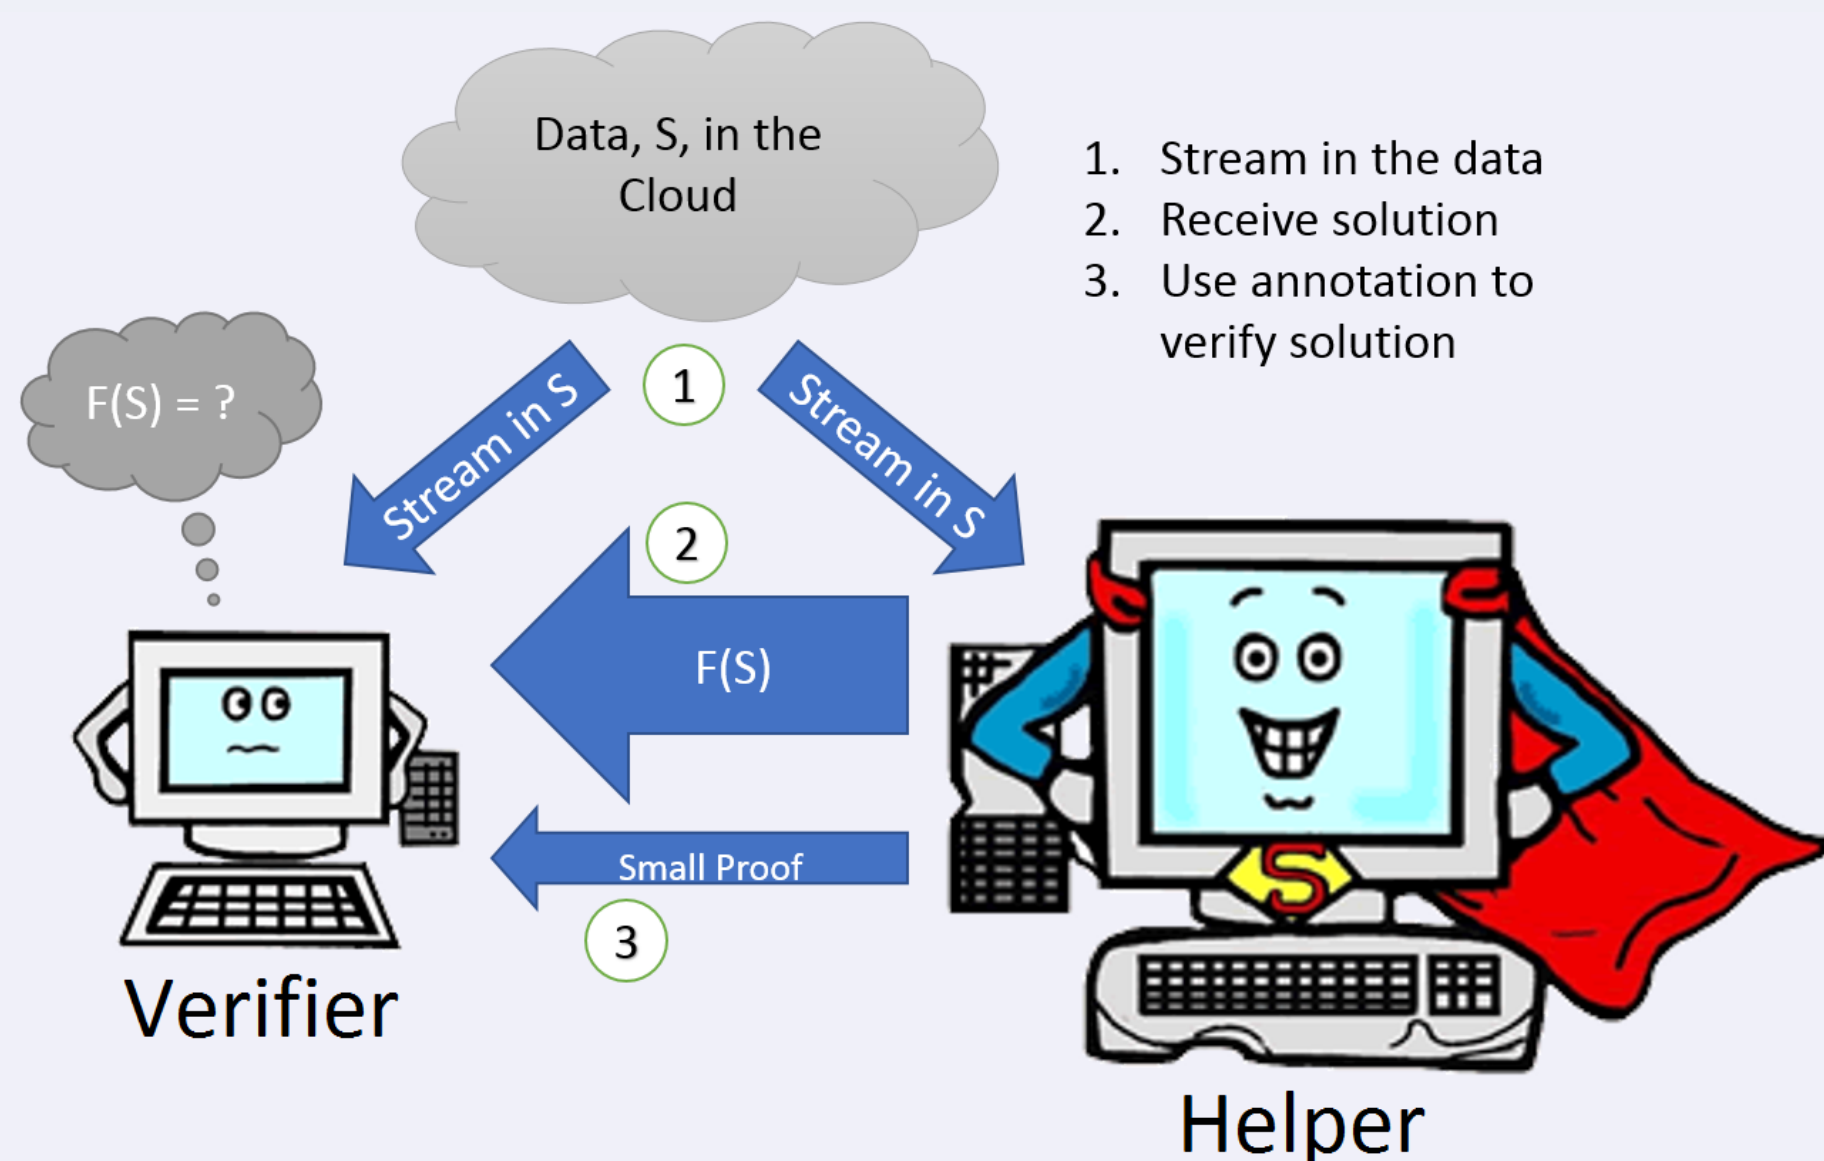 Data, S, in the
Cloud
1. Stream in the data
2. Receive solution
3. Use annotation to
verify solution
F(S) = ?
1
Stream in S
Stream in S
2
F(S)
Small Proof
3
S
Verifier
Helper